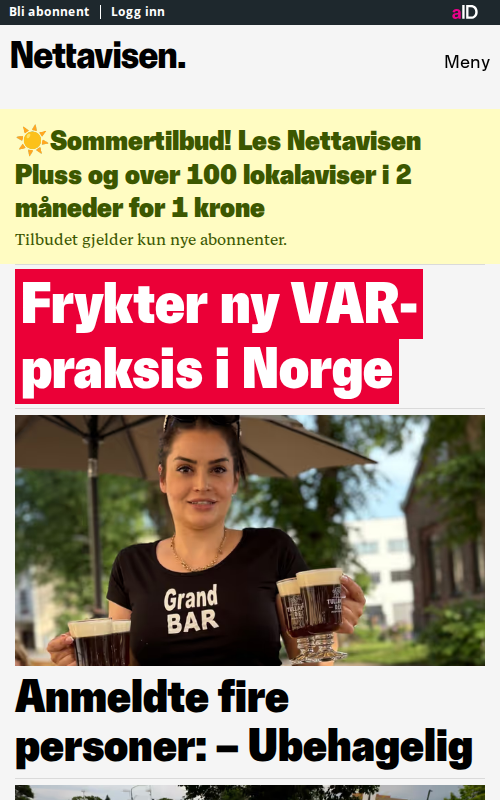 Bli abonnent
Logg inn
aID
Nettavisen.
Meny
☀️Sommertilbud! Les Nettavisen
Pluss og over 100 lokalaviser i 2
måneder for 1 krone
Tilbudet gjelder kun nye abonnenter.
Frykter ny VAR-
praksis i Norge
Grand
BAR
Anmeldte fire
personer: – Ubehagelig